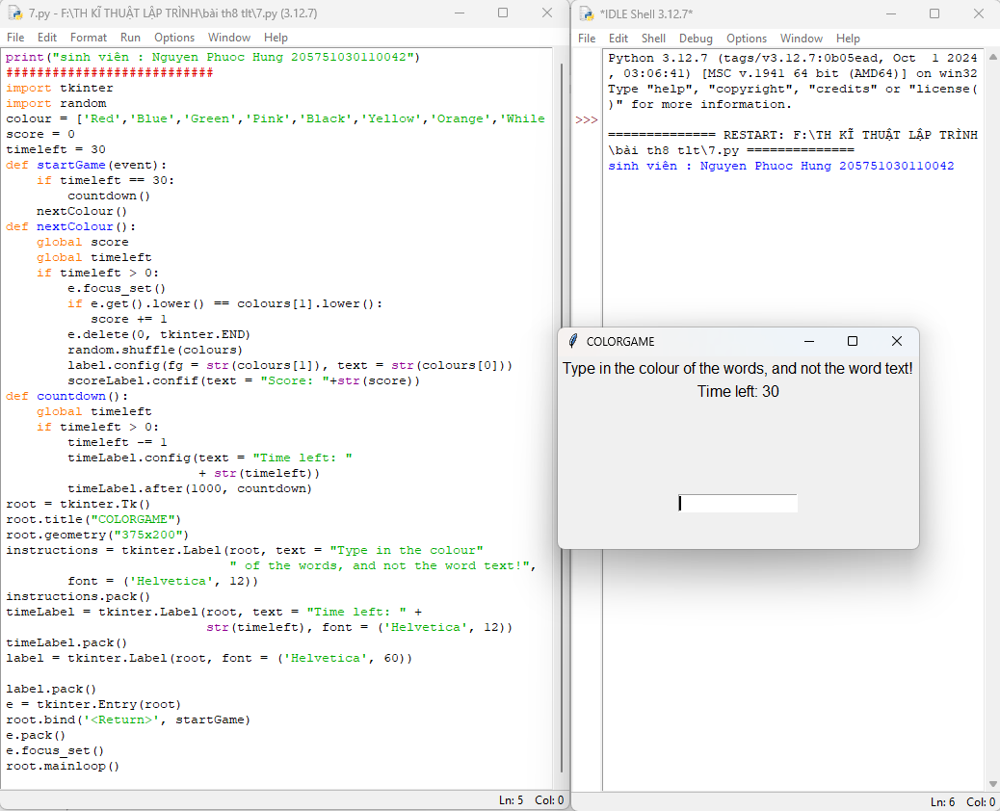 7.py - F:\TH KĨ THUẬT LẬP TRÌNH\bài th8 tlt\7.py (3.12.7)
File Edit Format Run Options Window Help
print("sinh viên : Nguyen Phuoc Hung 205751030110042")
###########################
import tkinter
import random
colour = ['Red','Blue','Green','Pink','Black','Yellow','Orange','While
score = 0
timeleft = 30
def startGame(event):
    if timeleft == 30:
        countdown()
    nextColour()
def nextColour():
    global score
    global timeleft
    if timeleft > 0:
        e.focus_set()
        if e.get().lower() == colours[1].lower():
           score += 1
        e.delete(0, tkinter.END)
        random.shuffle(colours)
        label.config(fg = str(colours[1]), text = str(colours[0]))
        scoreLabel.confif(text = "Score: "+str(score))
def countdown():
    global timeleft
    if timeleft > 0:
        timeleft -= 1
        timeLabel.config(text = "Time left: "
                         + str(timeleft))
        timeLabel.after(1000, countdown)
root = tkinter.Tk()
root.title("COLORGAME")
root.geometry("375x200")
instructions = tkinter.Label(root, text = "Type in the colour"
                             " of the words, and not the word text!",
        font = ('Helvetica', 12))
instructions.pack()
timeLabel = tkinter.Label(root, text = "Time left: " +
                          str(timeleft), font = ('Helvetica', 12))
timeLabel.pack()
label = tkinter.Label(root, font = ('Helvetica', 60))
label.pack()
e = tkinter.Entry(root)
root.bind('<Return>', startGame)
e.pack()
e.focus_set()
root.mainloop()
Ln: 5 Col: 0
*IDLE Shell 3.12.7*
File Edit Shell Debug Options Window Help
Python 3.12.7 (tags/v3.12.7:0b05ead, Oct  1 2024
, 03:06:41) [MSC v.1941 64 bit (AMD64)] on win32
Type "help", "copyright", "credits" or "license(
)" for more information.
>>>
============== RESTART: F:\TH KĨ THUẬT LẬP TRÌNH
\bài th8 tlt\7.py ==============
sinh viên : Nguyen Phuoc Hung 205751030110042
COLORGAME
Type in the colour of the words, and not the word text!
Time left: 30
Ln: 6 Col: 0